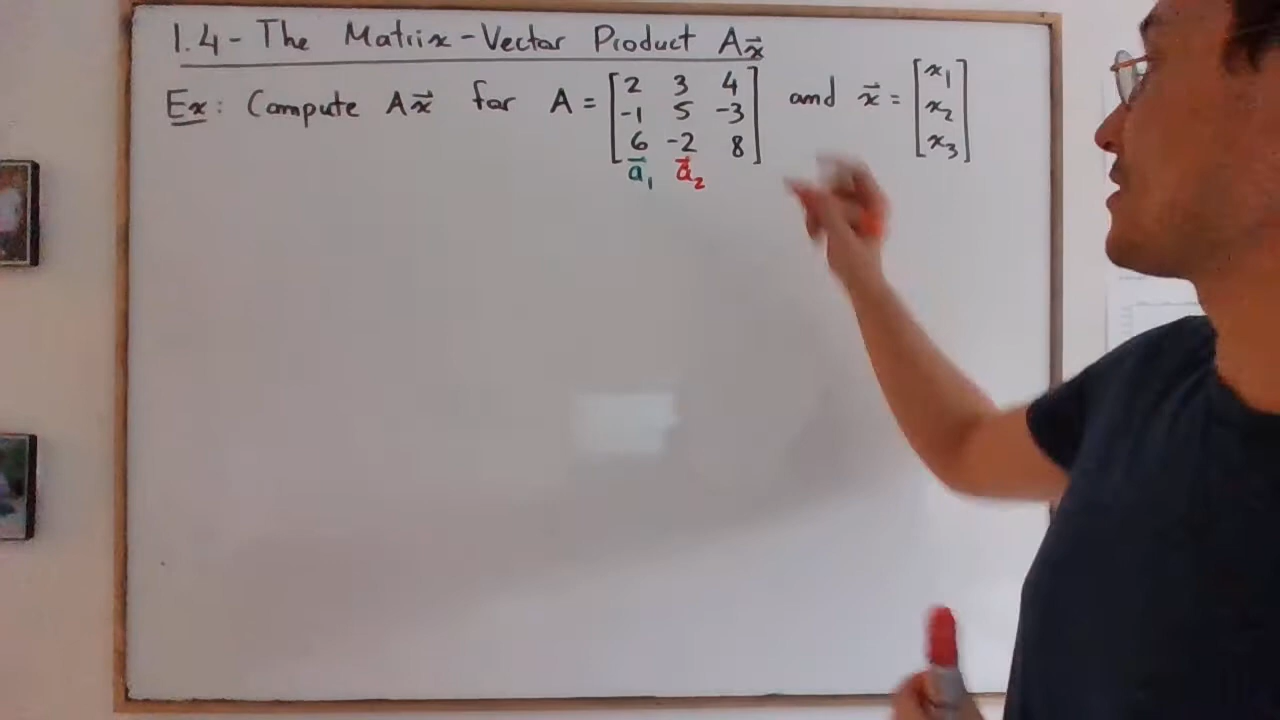 1.4 - The Matrix-Vector Product Ax⃗
Ex: Compute Ax⃗ for A = [2 3 4 and x⃗ = [x₁
-1 5 -3 x₂
6 -2 8] x₃]
a⃗₁ a⃗₂